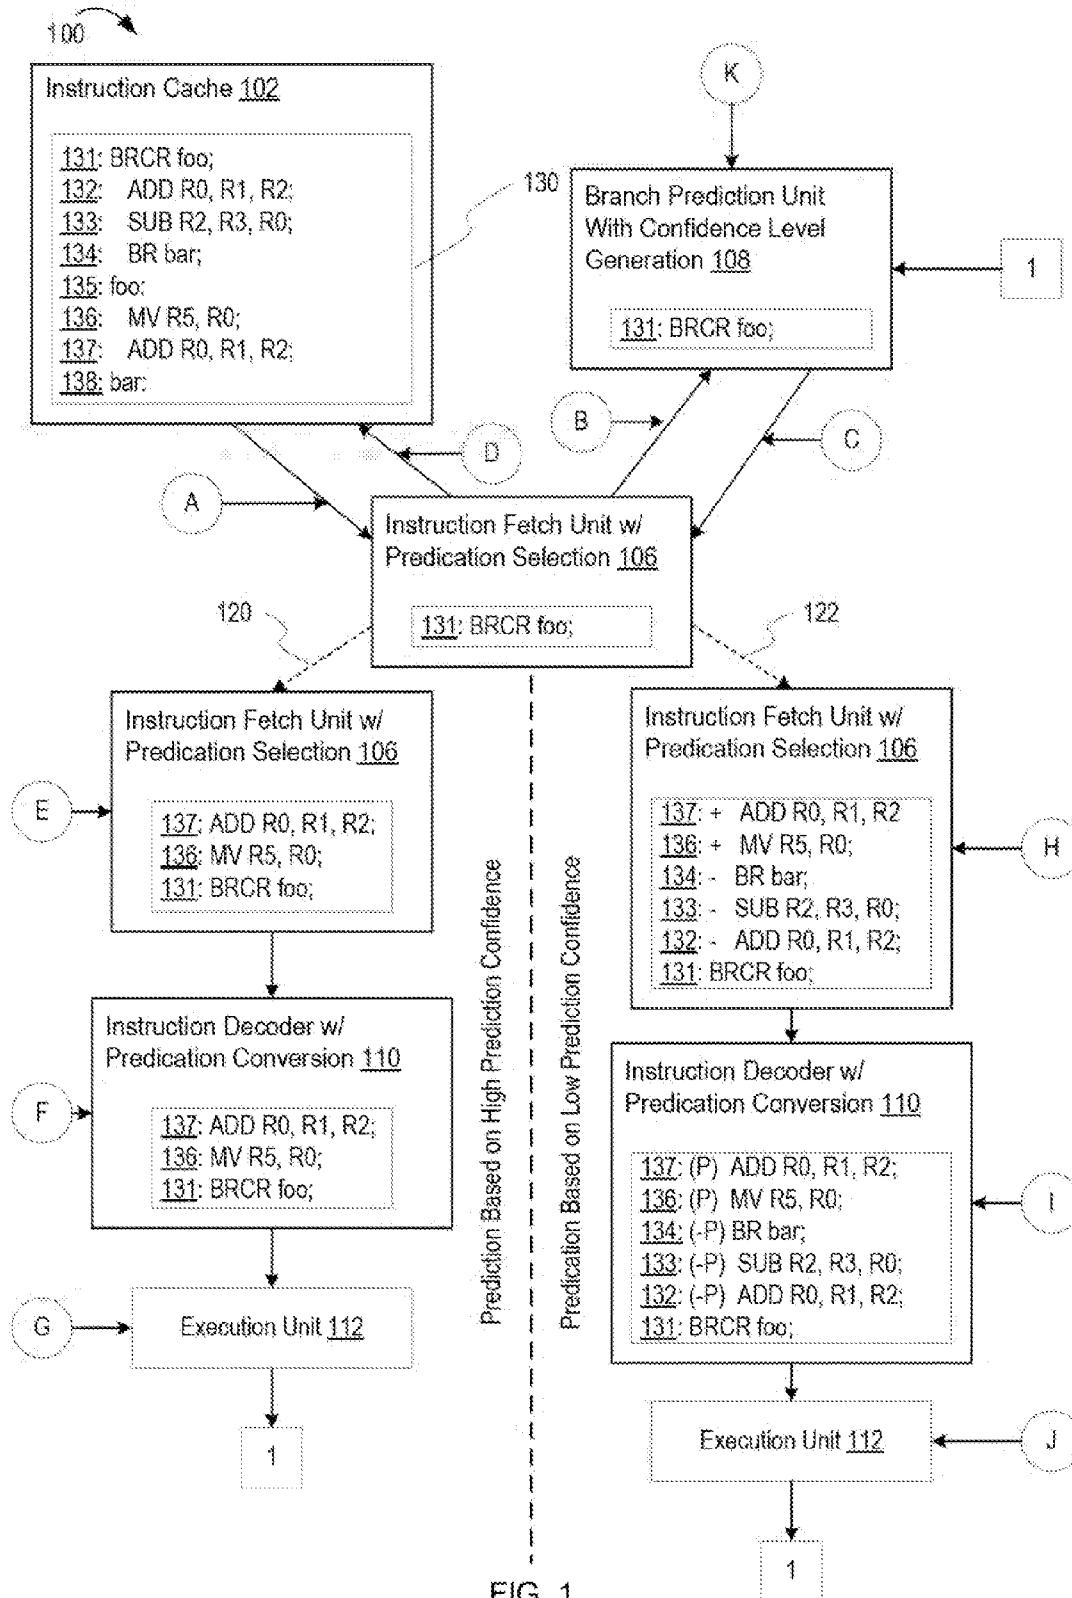 100
Instruction Cache 102
131: BRCR foo;
132: ADD R0, R1, R2;
133: SUB R2, R3, R0;
134: BR bar;
135: foo:
136: MV R5, R0;
137: ADD R0, R1, R2;
138: bar:
130
K
Branch Prediction Unit
With Confidence Level
Generation 108
131: BRCR foo;
1
A
D
B
C
Instruction Fetch Unit w/
Predication Selection 106
131: BRCR foo;
120
122
Instruction Fetch Unit w/
Predication Selection 106
137: ADD R0, R1, R2;
136: MV R5, R0;
131: BRCR foo;
E
Instruction Decoder w/
Predication Conversion 110
137: ADD R0, R1, R2;
136: MV R5, R0;
131: BRCR foo;
F
Execution Unit 112
G
1
Prediction Based on High Prediction Confidence
Predication Based on Low Prediction Confidence
Instruction Fetch Unit w/
Predication Selection 106
137: + ADD R0, R1, R2
136: + MV R5, R0;
134: - BR bar;
133: - SUB R2, R3, R0;
132: - ADD R0, R1, R2;
131: BRCR foo;
H
Instruction Decoder w/
Predication Conversion 110
137: (P) ADD R0, R1, R2;
136: (P) MV R5, R0;
134: (-P) BR bar;
133: (-P) SUB R2, R3, R0;
132: (-P) ADD R0, R1, R2;
131: BRCR foo;
I
Execution Unit 112
J
1
FIG. 1